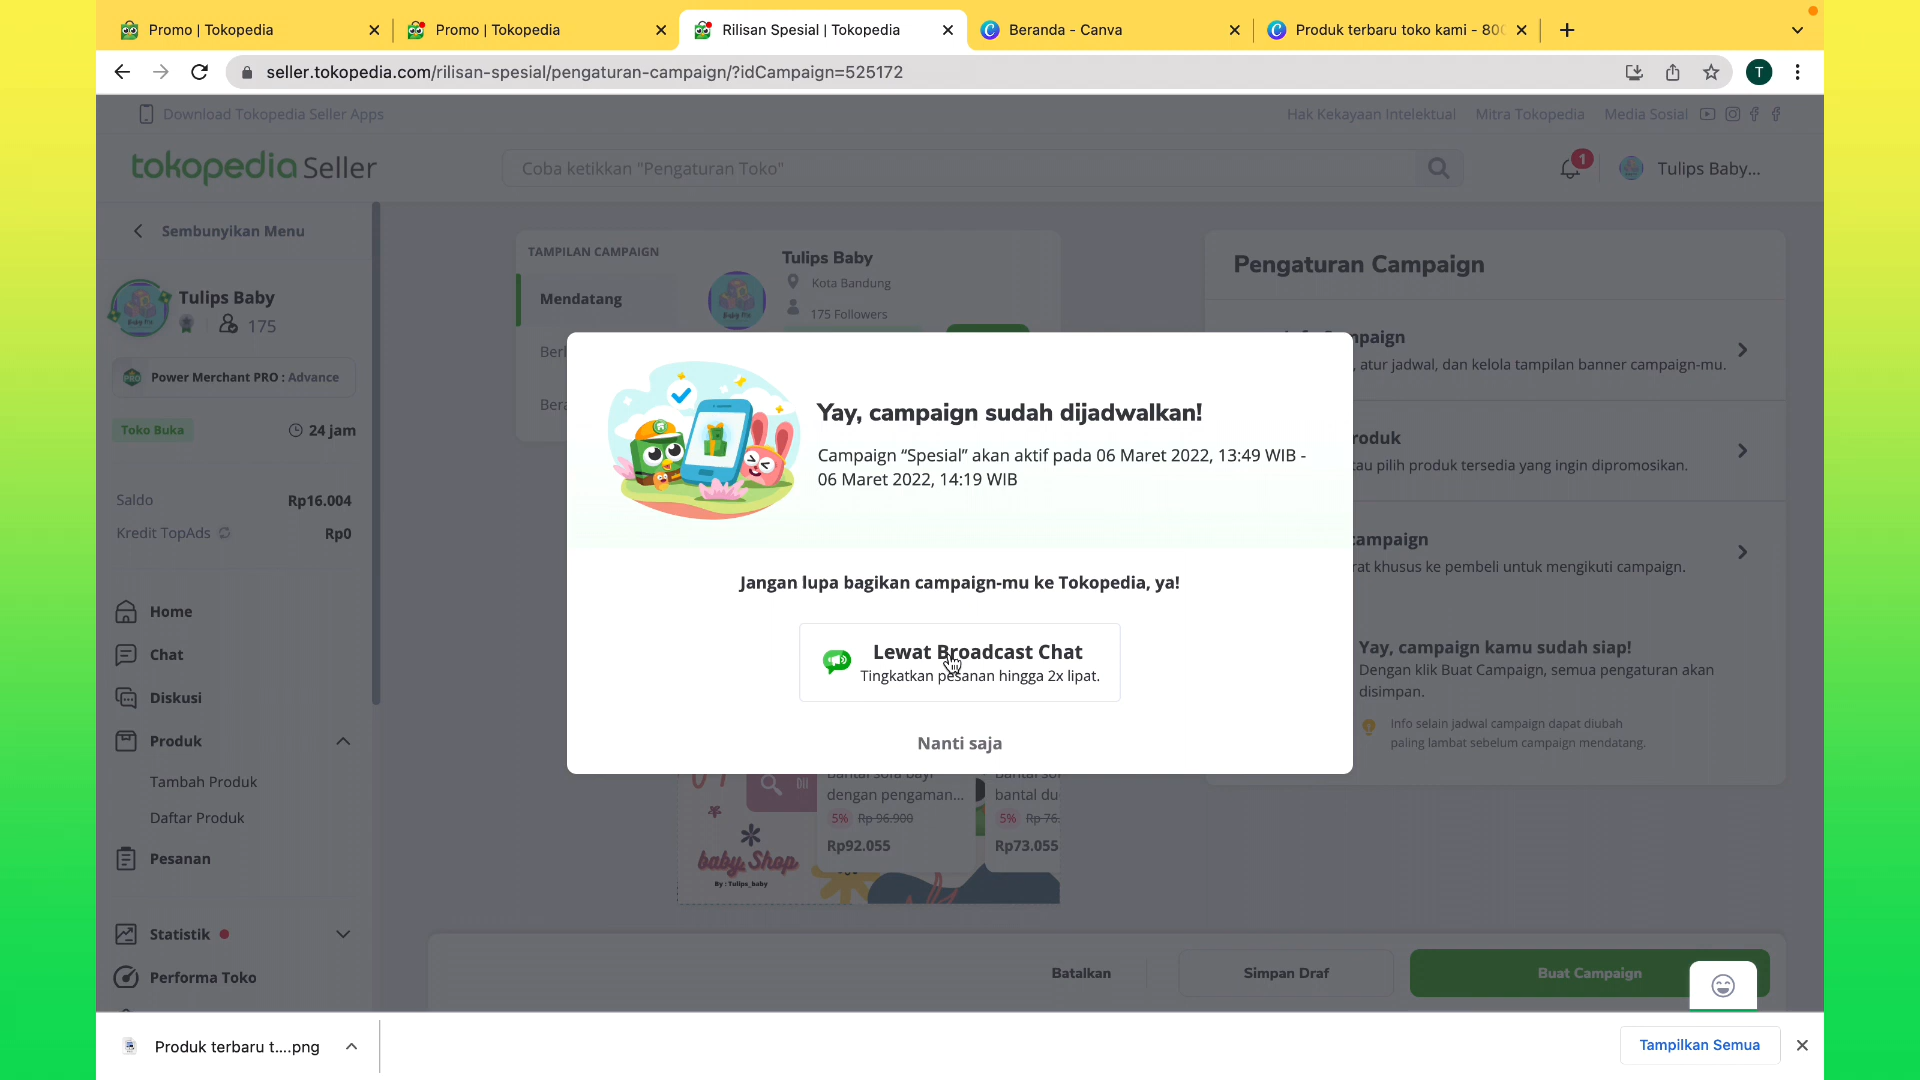 Promo | Tokopedia
Promo | Tokopedia
Rilisan Spesial | Tokopedia
Beranda - Canva
Produk terbaru toko kami - 800
seller.tokopedia.com/rilisan-spesial/pengaturan-campaign/?idCampaign=525172
T
Download Tokopedia Seller Apps
Hak Kekayaan Intelektual
Mitra Tokopedia
Media Sosial
tokopedia Seller
Coba ketikkan "Pengaturan Toko"
1
Tulips Baby...
Sembunyikan Menu
Tulips Baby
175
Power Merchant PRO : Advance
Toko Buka
24 jam
Saldo
Rp16.004
Kredit TopAds
Rp0
Home
Chat
Diskusi
Produk
Tambah Produk
Daftar Produk
Pesanan
Statistik
Performa Toko
TAMPILAN CAMPAIGN
Mendatang
Tulips Baby
Kota Bandung
175 Followers
Pengaturan Campaign
, atur jadwal, dan kelola tampilan banner campaign-mu.
pilih produk tersedia yang ingin dipromosikan.
khusus ke pembeli untuk mengikuti campaign.
Yay, campaign kamu sudah siap!
Dengan klik Buat Campaign, semua pengaturan akan
disimpan.
Info selain jadwal campaign dapat diubah
paling lambat sebelum campaign mendatang.
Yay, campaign sudah dijadwalkan!
Campaign “Spesial” akan aktif pada 06 Maret 2022, 13:49 WIB -
06 Maret 2022, 14:19 WIB
Jangan lupa bagikan campaign-mu ke Tokopedia, ya!
Lewat Broadcast Chat
Tingkatkan pesanan hingga 2x lipat.
Nanti saja
Bantal sofa bayi
dengan pengaman...
5% Rp 96.900
Rp92.055
bantal du
5% Rp 76.
Rp73.055
baby Shop
By : Tulips_baby
Batalkan
Simpan Draf
Buat Campaign
Produk terbaru t....png
Tampilkan Semua